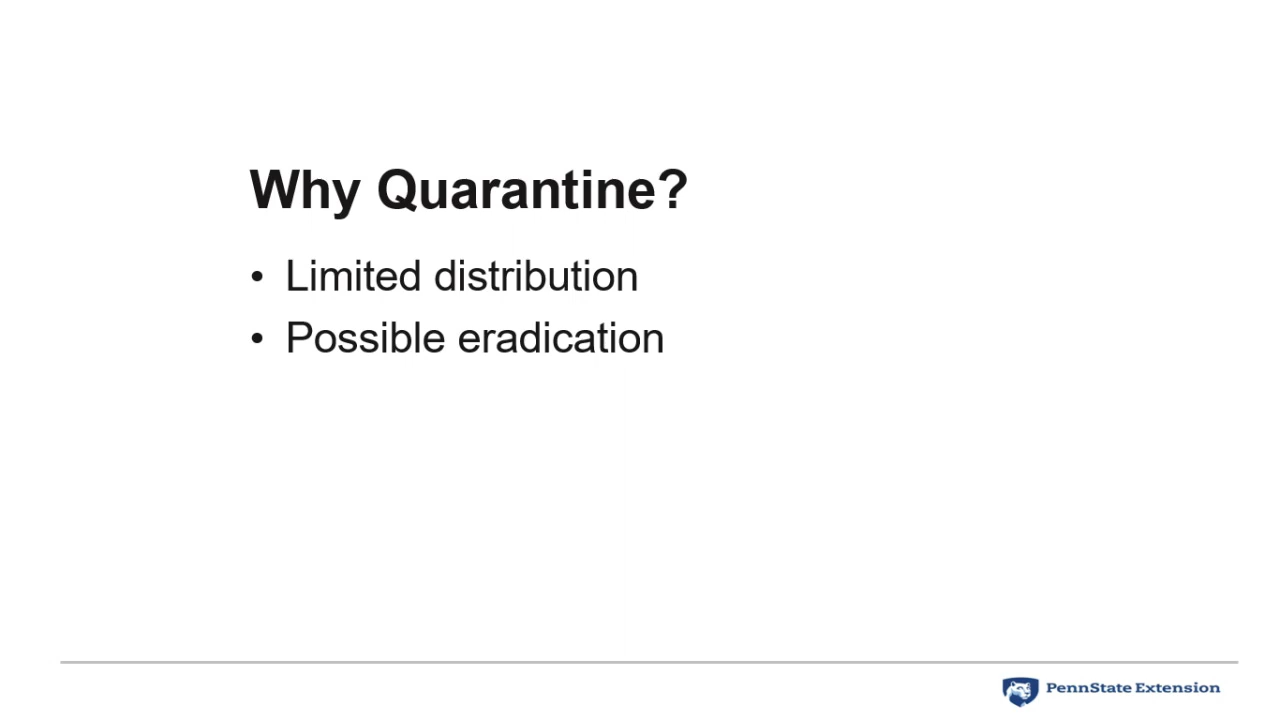 Why Quarantine?
• Limited distribution
• Possible eradication
PennState Extension